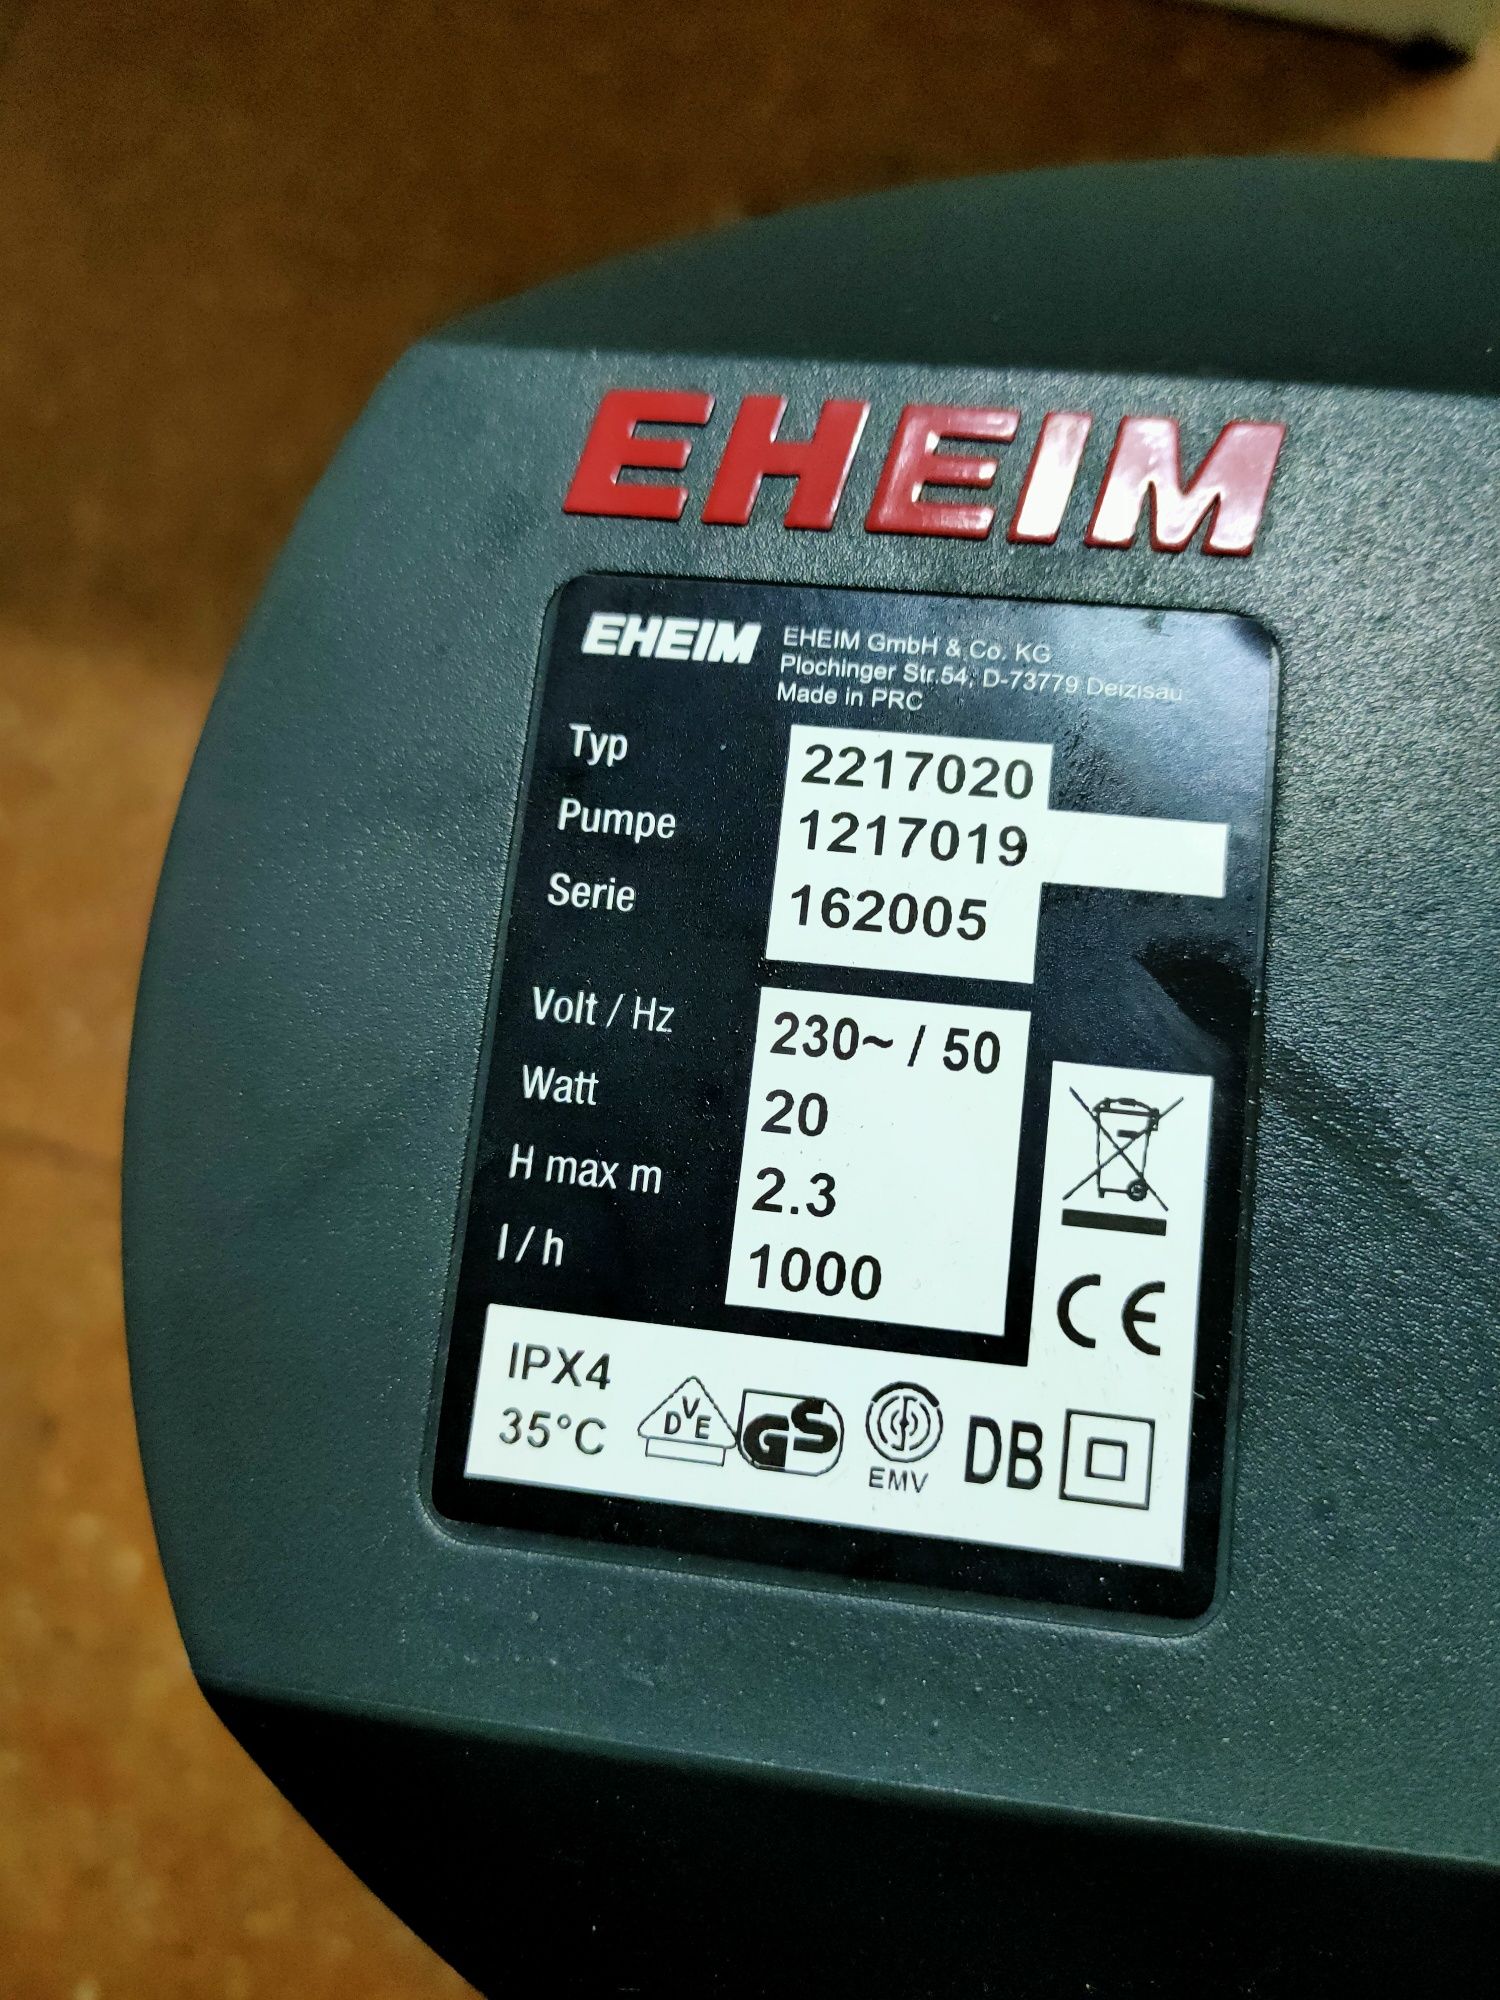 EHEIM
EHEIM EHEIM GmbH & Co. KG
Plochinger Str.54, D-73779 Deizisau
Made in PRC
Typ 2217020
Pumpe 1217019
Serie 162005
Volt / Hz 230~ / 50
Watt 20
H max m 2.3
l / h 1000
CE
IPX4
35°C
DVE GS EMV DB